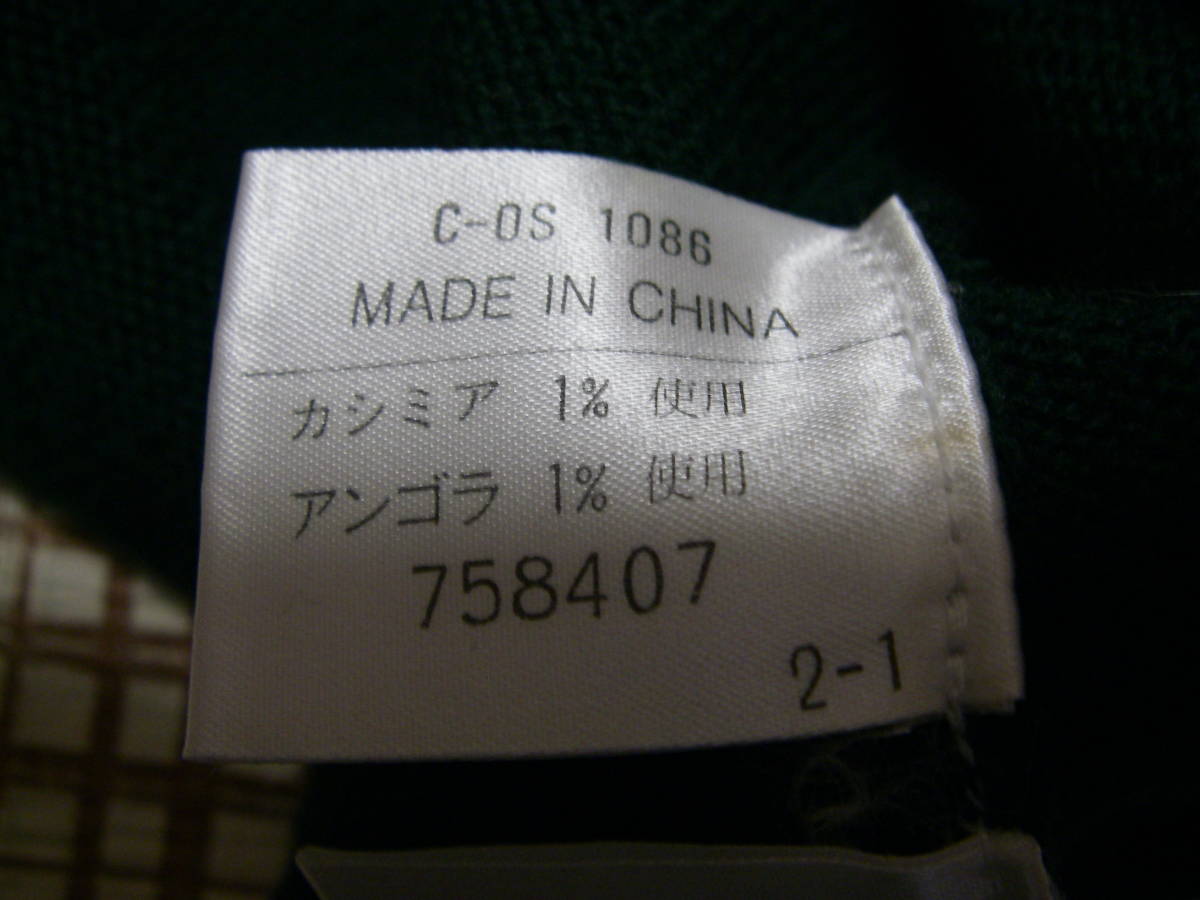 C-OS 1086
MADE IN CHINA
カシミア 1% 使用
アンゴラ 1% 使用
758407
2-1